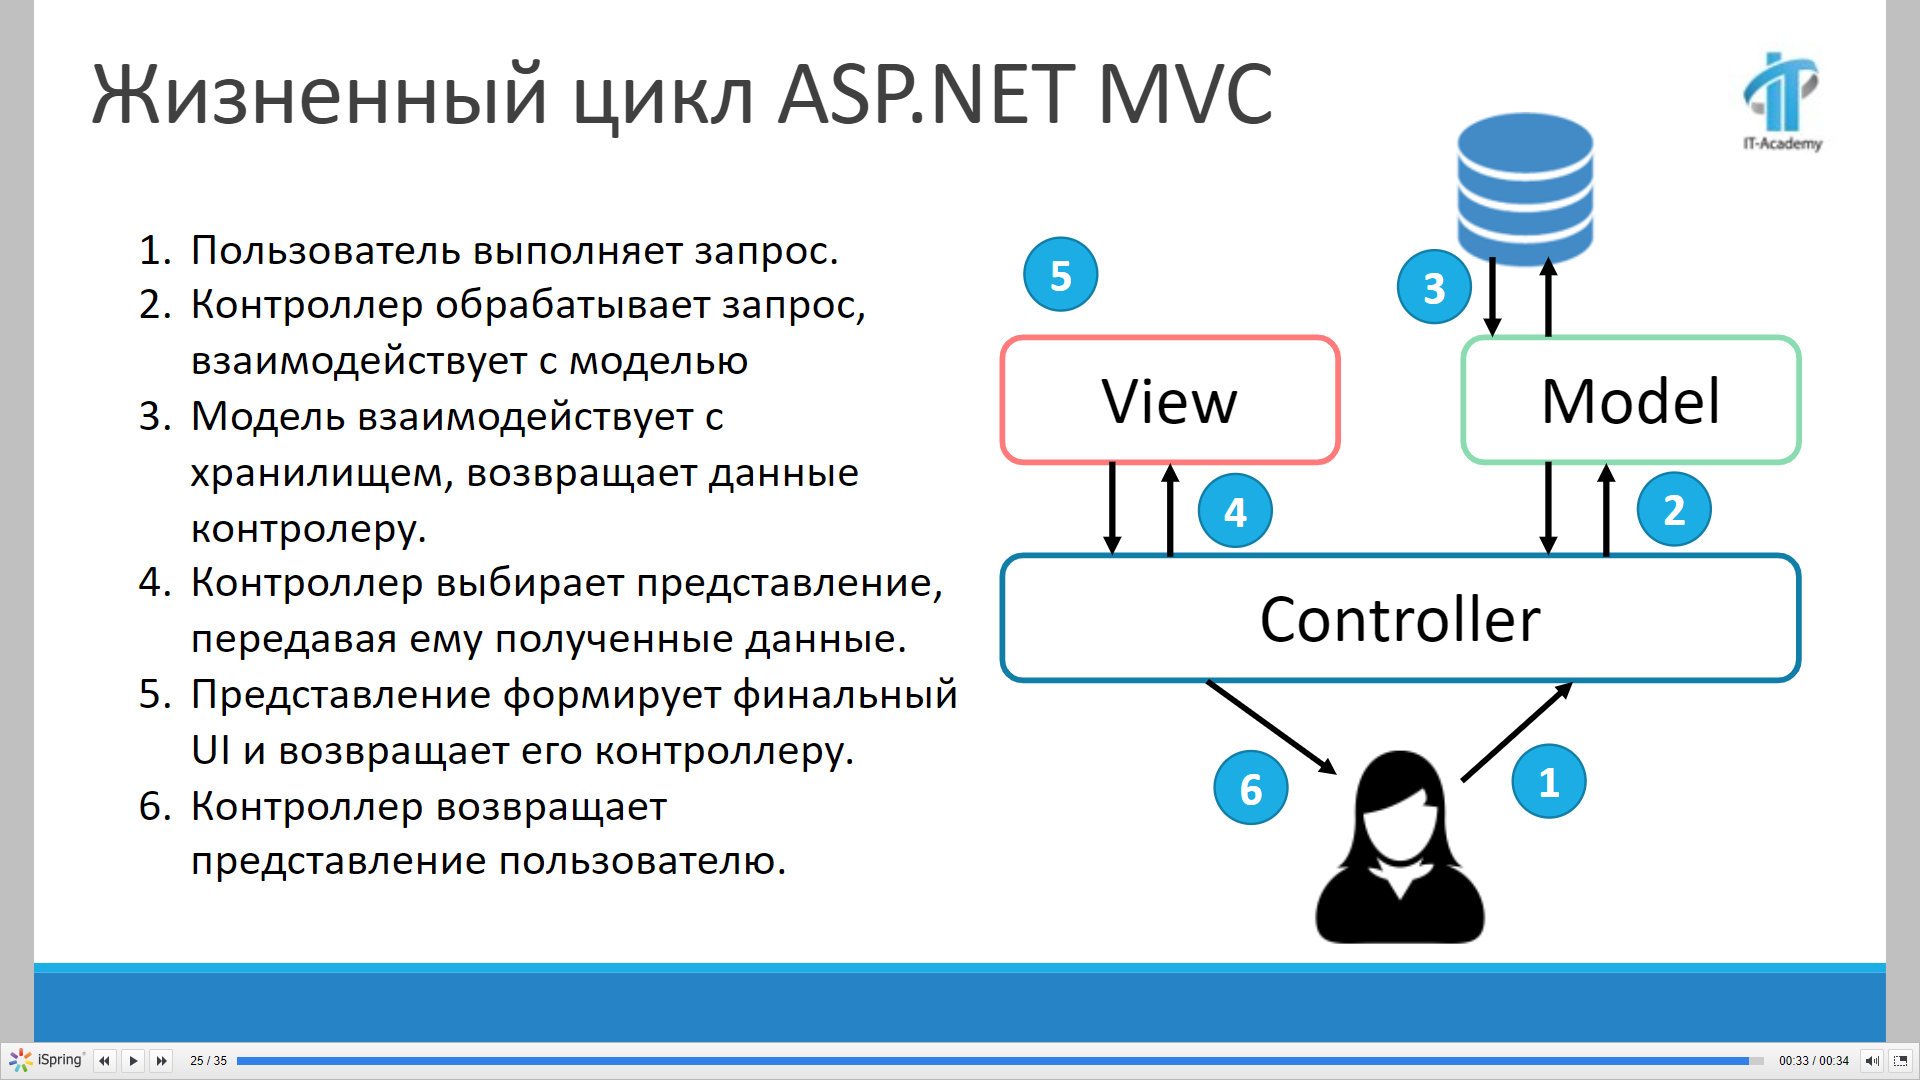 Жизненный цикл ASP.NET MVC
IT-Academy
1. Пользователь выполняет запрос.
2. Контроллер обрабатывает запрос,
взаимодействует с моделью
3. Модель взаимодействует с
хранилищем, возвращает данные
контролеру.
4. Контроллер выбирает представление,
передавая ему полученные данные.
5. Представление формирует финальный
UI и возвращает его контроллеру.
6. Контроллер возвращает
представление пользователю.
5
3
View
Model
4
2
Controller
6
1
iSpring
25 / 35
00:33 / 00:34